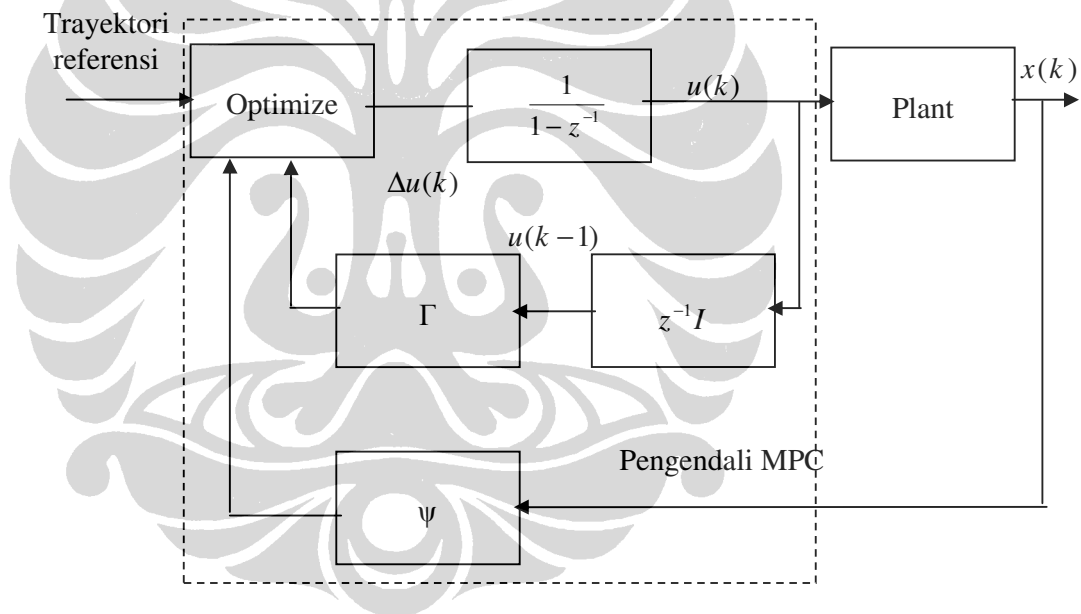 Trayektori
referensi
Optimize
1
1 − z⁻¹
u(k)
Plant
x(k)
Δu(k)
u(k − 1)
Γ
z⁻¹I
Pengendali MPC
ψ